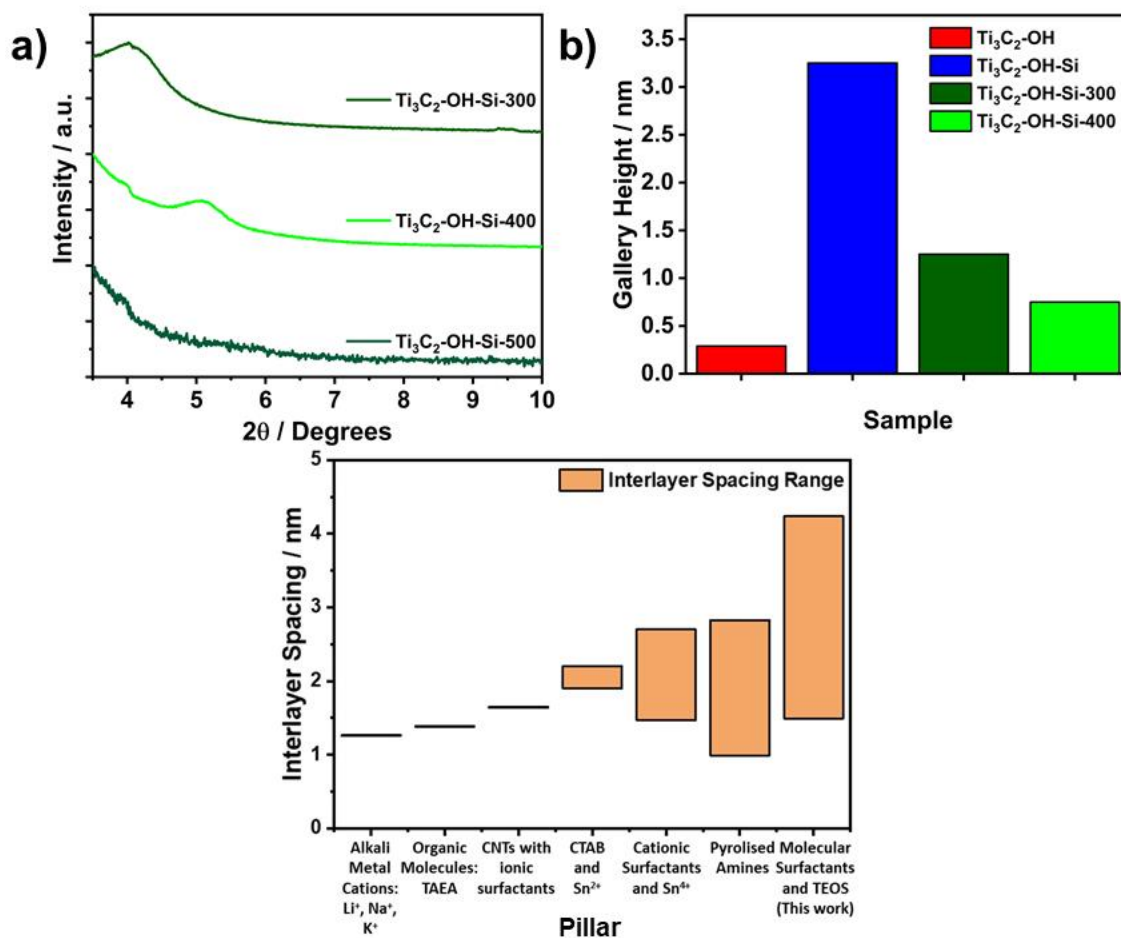 a)
Intensity / a.u.
Ti₃C₂-OH-Si-300
Ti₃C₂-OH-Si-400
Ti₃C₂-OH-Si-500
4 5 6 7 8 9 10
2θ / Degrees
b)
Gallery Height / nm
3.5
3.0
2.5
2.0
1.5
1.0
0.5
0.0
Ti₃C₂-OH
Ti₃C₂-OH-Si
Ti₃C₂-OH-Si-300
Ti₃C₂-OH-Si-400
Sample
Interlayer Spacing / nm
5
4
3
2
1
0
Interlayer Spacing Range
Alkali
Metal
Cations:
Li⁺, Na⁺,
K⁺
Organic
Molecules:
TAEA
CNTs with
ionic
surfactants
CTAB
and
Sn²⁺
Cationic
Surfactants
and Sn⁴⁺
Pyrolised
Amines
Molecular
Surfactants
and TEOS
(This work)
Pillar